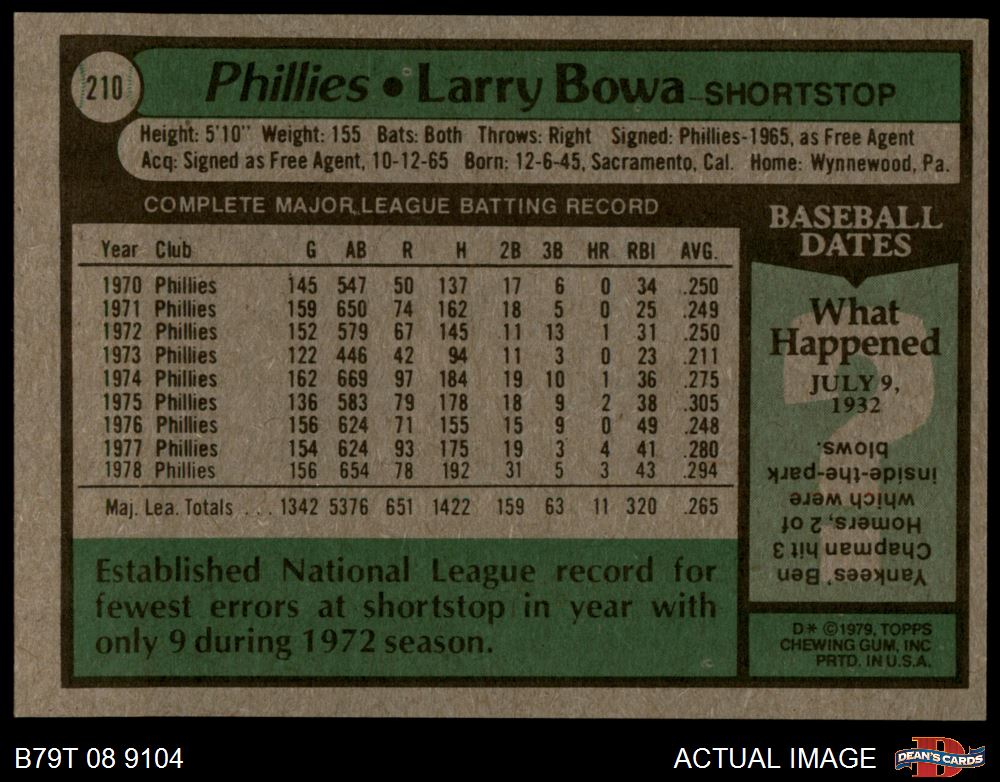 210
Phillies • Larry Bowa SHORTSTOP
Height: 5'10" Weight: 155 Bats: Both Throws: Right Signed: Phillies-1965, as Free Agent
Acq: Signed as Free Agent, 10-12-65 Born: 12-6-45, Sacramento, Cal. Home: Wynnewood, Pa.
COMPLETE MAJOR LEAGUE BATTING RECORD
Year Club G AB R H 2B 3B HR RBI AVG.
1970 Phillies 145 547 50 137 17 6 0 34 .250
1971 Phillies 159 650 74 162 18 5 0 25 .249
1972 Phillies 152 579 67 145 11 13 1 31 .250
1973 Phillies 122 446 42 94 11 3 0 23 .211
1974 Phillies 162 669 97 184 19 10 1 36 .275
1975 Phillies 136 583 79 178 18 9 2 38 .305
1976 Phillies 156 624 71 155 15 9 0 49 .248
1977 Phillies 154 624 93 175 19 3 4 41 .280
1978 Phillies 156 654 78 192 31 5 3 43 .294
Maj. Lea. Totals . . . 1342 5376 651 1422 159 63 11 320 .265
Established National League record for
fewest errors at shortstop in year with
only 9 during 1972 season.
BASEBALL
DATES
What
Happened
JULY 9,
1932
?
Yankees' Ben
Chapman hit 3
Homers, 2 of
which were
inside-the-park
blows.
D* ©1979, TOPPS
CHEWING GUM, INC
PRTD. IN U.S.A.
B79T 08 9104
ACTUAL IMAGE
D
DEAN'S CARDS